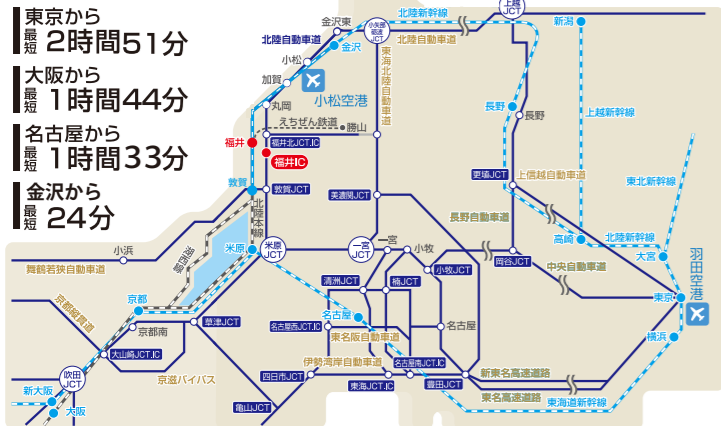 東京から
最短 2時間51分
大阪から
最短 1時間44分
名古屋から
最短 1時間33分
金沢から
最短 24分
上越JCT
金沢東
小矢部砺波JCT
北陸新幹線
新潟
北陸自動車道
金沢
北陸自動車道
小松
東海北陸自動車道
加賀
小松空港
丸岡
長野
長野
上越新幹線
えちぜん鉄道
勝山
福井
福井北JCT.IC
福井IC
敦賀
敦賀JCT
美濃関JCT
更埴JCT
上信越自動車道
東北新幹線
北陸本線
長野自動車道
高崎
北陸新幹線
小浜
湖西線
米原
米原JCT
一宮JCT
一宮
小牧
大宮
羽田空港
舞鶴若狭自動車道
小牧JCT
岡谷JCT
中央自動車道
清洲JCT
楠JCT
京都縦貫道
京都
東京
草津JCT
名古屋
京都南
名古屋西JCT.IC
名古屋
東名阪自動車道
横浜
大山崎JCT.IC
伊勢湾岸自動車道
名古屋南JCT.IC
吹田JCT
京滋バイパス
四日市JCT
東海JCT.IC
豊田JCT
新東名高速道路
新大阪
大阪
亀山JCT
東名高速道路
東海道新幹線